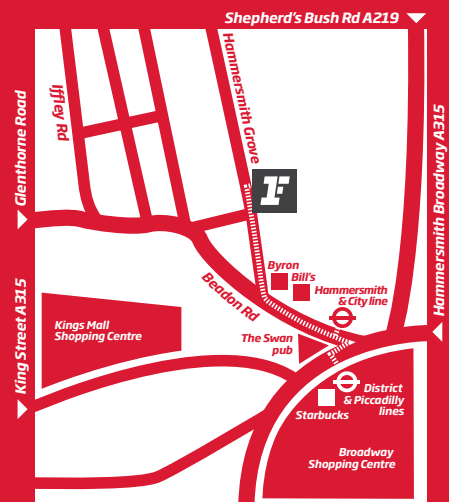 Shepherd's Bush Rd A219
Glenthorne Road
Iffley Rd
Hammersmith Grove
Hammersmith Broadway A315
1F
Byron
Bill's
Hammersmith
& City line
Beadon Rd
King Street A315
Kings Mall
Shopping Centre
The Swan
pub
District
& Piccadilly
lines
Starbucks
Broadway
Shopping Centre